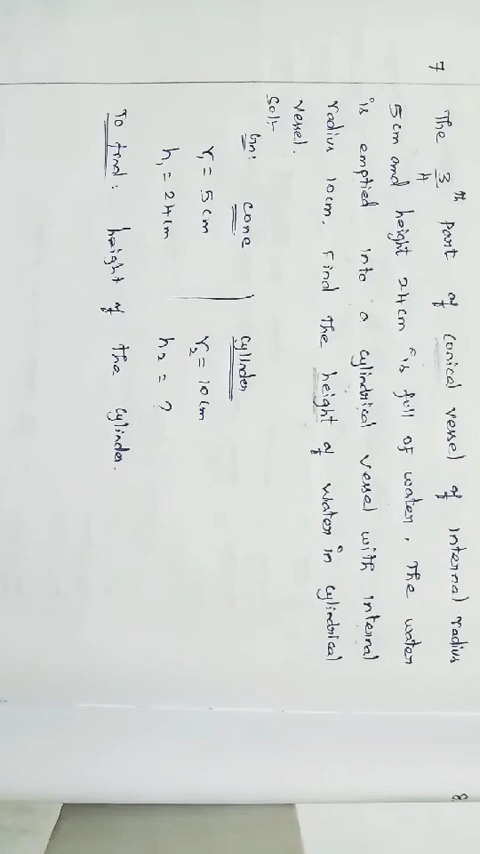 7 The 3/4 th part of conical vessel of internal radius
5cm and height 24cm is full of water. The water
is emptied into a cylindrical vessel with internal
radius 10cm. Find the height of water in cylindrical
vessel.
Sol:-
Gn: cone cylinder
r₁ = 5cm r₂ = 10cm
h₁ = 24cm h₂ = ?
To find: height of the cylinder.
8